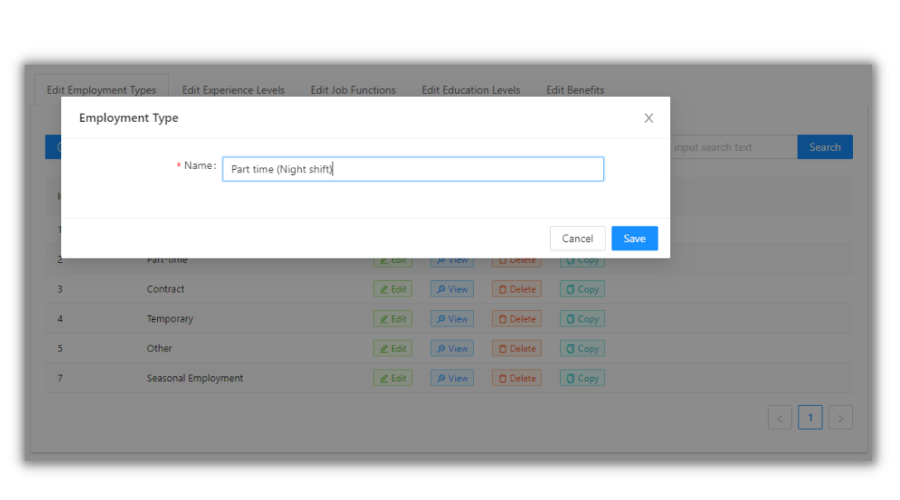 Edit Employment Types Edit Experience Levels Edit Job Functions Edit Education Levels Edit Benefits
Employment Type X
input search text Search
* Name: Part time (Night shift)
Cancel Save
2 Part-time Edit View Delete Copy
3 Contract Edit View Delete Copy
4 Temporary Edit View Delete Copy
5 Other Edit View Delete Copy
7 Seasonal Employment Edit View Delete Copy
< 1 >